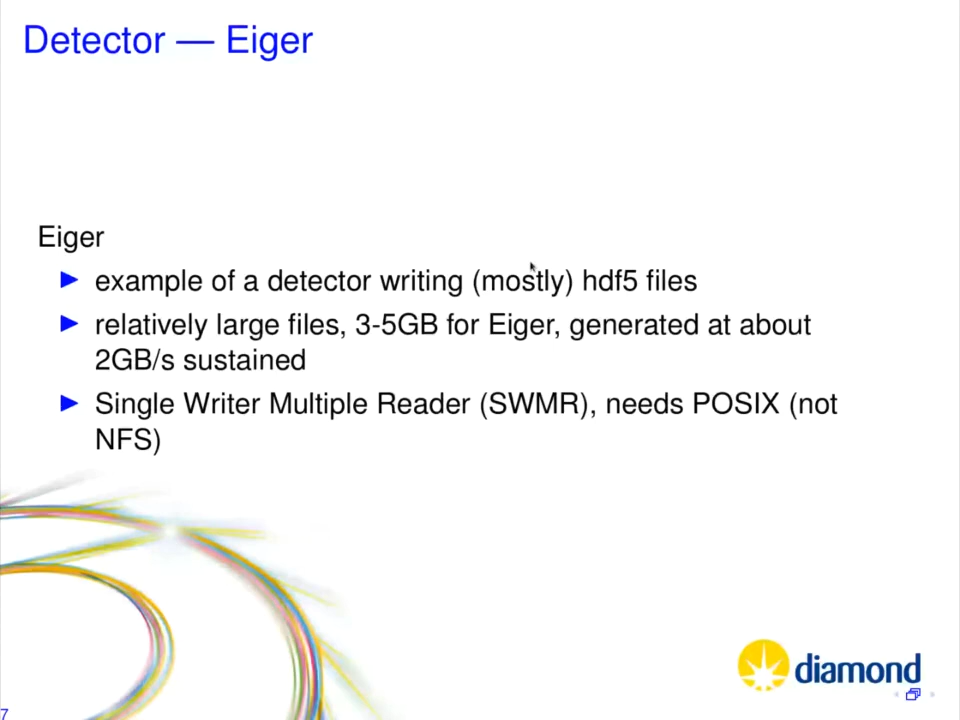 Detector — Eiger
Eiger
example of a detector writing (mostly) hdf5 files
relatively large files, 3-5GB for Eiger, generated at about
2GB/s sustained
Single Writer Multiple Reader (SWMR), needs POSIX (not
NFS)
diamond
7